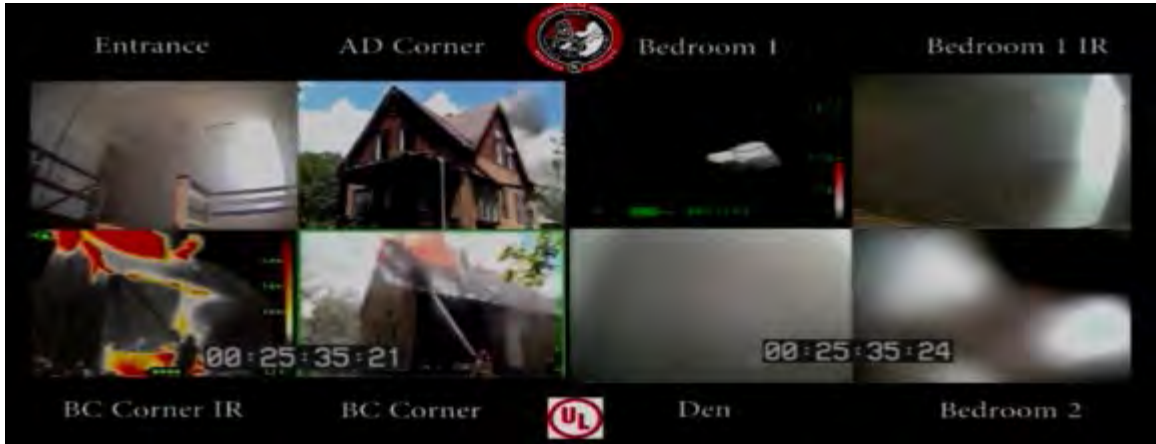 Entrance
AD Corner
Bedroom 1
Bedroom 1 IR
00:25:35:21
00:25:35:24
BC Corner IR
BC Corner
UL
Den
Bedroom 2